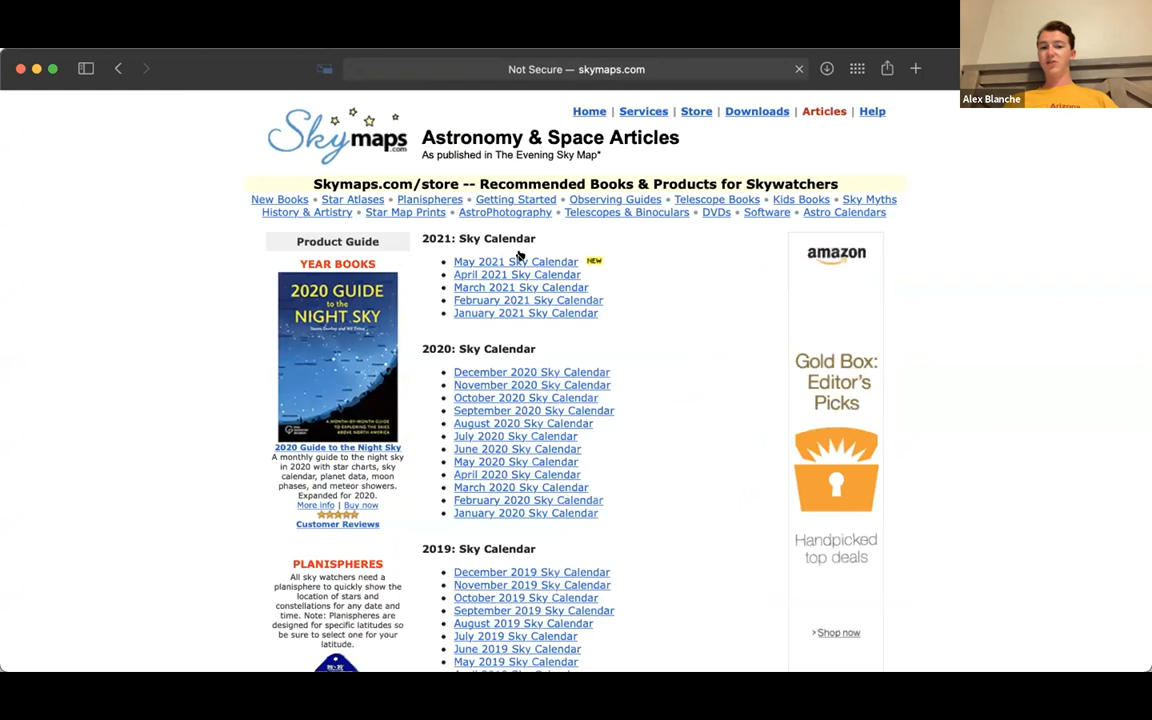 Not Secure — skymaps.com
Alex Blanche
Arizona
Skymaps
.com
Home | Services | Store | Downloads | Articles | Help
Astronomy & Space Articles
As published in The Evening Sky Map*
Skymaps.com/store -- Recommended Books & Products for Skywatchers
New Books • Star Atlases • Planispheres • Getting Started • Observing Guides • Telescope Books • Kids Books • Sky Myths
History & Artistry • Star Map Prints • AstroPhotography • Telescopes & Binoculars • DVDs • Software • Astro Calendars
Product Guide
YEAR BOOKS
2020 GUIDE
to the
NIGHT SKY
A MONTH-BY-MONTH GUIDE
TO EXPLORING THE SKIES
ABOVE NORTH AMERICA
2020 Guide to the Night Sky
A monthly guide to the night sky
in 2020 with star charts, sky
calendar, planet data, moon
phases, and meteor showers.
Expanded for 2020.
More info | Buy now
Customer Reviews
PLANISPHERES
All sky watchers need a
planisphere to quickly show the
location of stars and
constellations for any date and
time. Note: Planispheres are
designed for specific latitudes so
be sure to select one for your
latitude.
2021: Sky Calendar
May 2021 Sky Calendar NEW
April 2021 Sky Calendar
March 2021 Sky Calendar
February 2021 Sky Calendar
January 2021 Sky Calendar
2020: Sky Calendar
December 2020 Sky Calendar
November 2020 Sky Calendar
October 2020 Sky Calendar
September 2020 Sky Calendar
August 2020 Sky Calendar
July 2020 Sky Calendar
June 2020 Sky Calendar
May 2020 Sky Calendar
April 2020 Sky Calendar
March 2020 Sky Calendar
February 2020 Sky Calendar
January 2020 Sky Calendar
2019: Sky Calendar
December 2019 Sky Calendar
November 2019 Sky Calendar
October 2019 Sky Calendar
September 2019 Sky Calendar
August 2019 Sky Calendar
July 2019 Sky Calendar
June 2019 Sky Calendar
May 2019 Sky Calendar
amazon
Gold Box:
Editor's
Picks
Handpicked
top deals
> Shop now